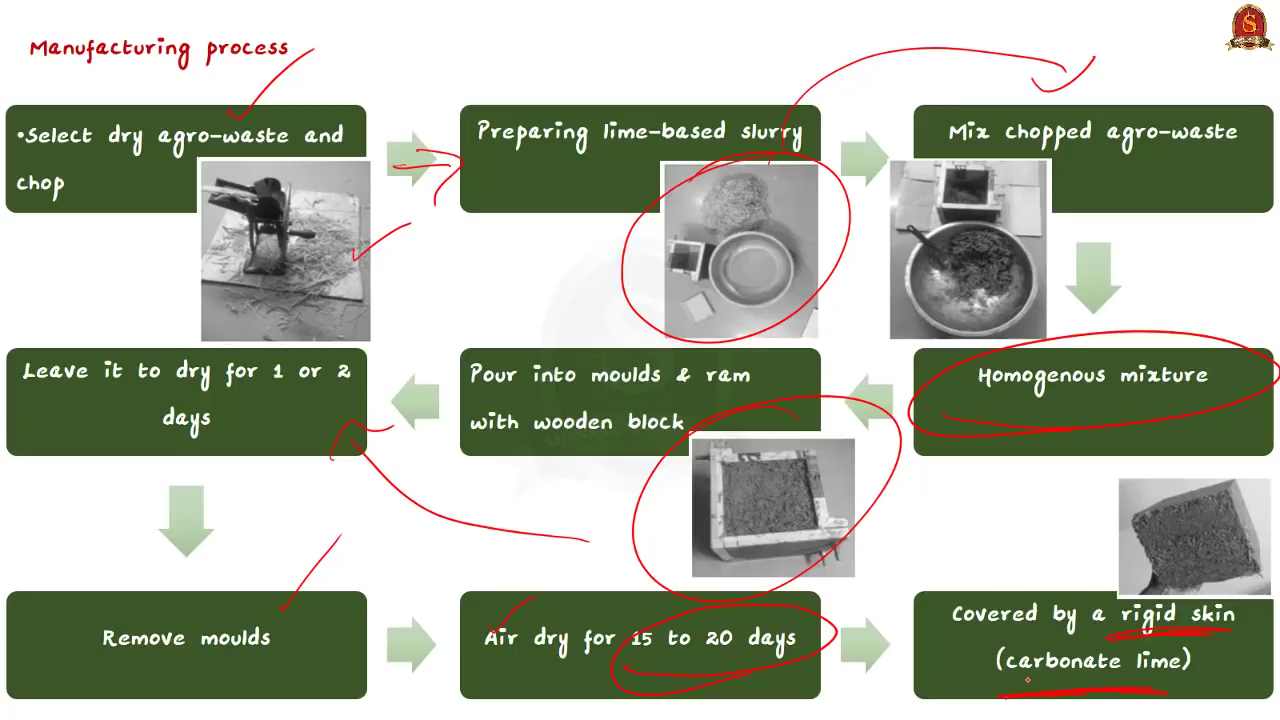 Manufacturing process
•Select dry agro-waste and
chop
Preparing lime-based slurry
Mix chopped agro-waste
Homogenous mixture
Pour into moulds & ram
with wooden block
Leave it to dry for 1 or 2
days
Remove moulds
Air dry for 15 to 20 days
Covered by a rigid skin
(carbonate lime)